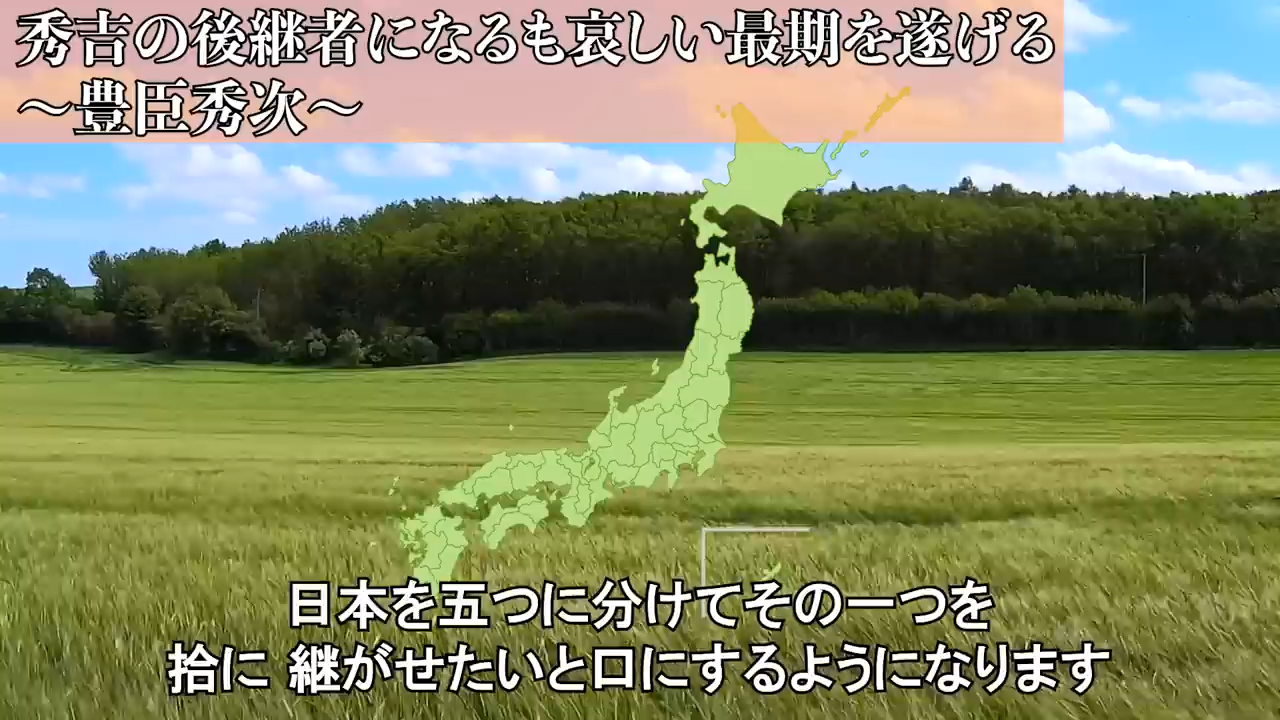 秀吉の後継者になるも哀しい最期を遂げる
～豊臣秀次～
日本を五つに分けてその一つを
拾に 継がせたいと口にするようになります